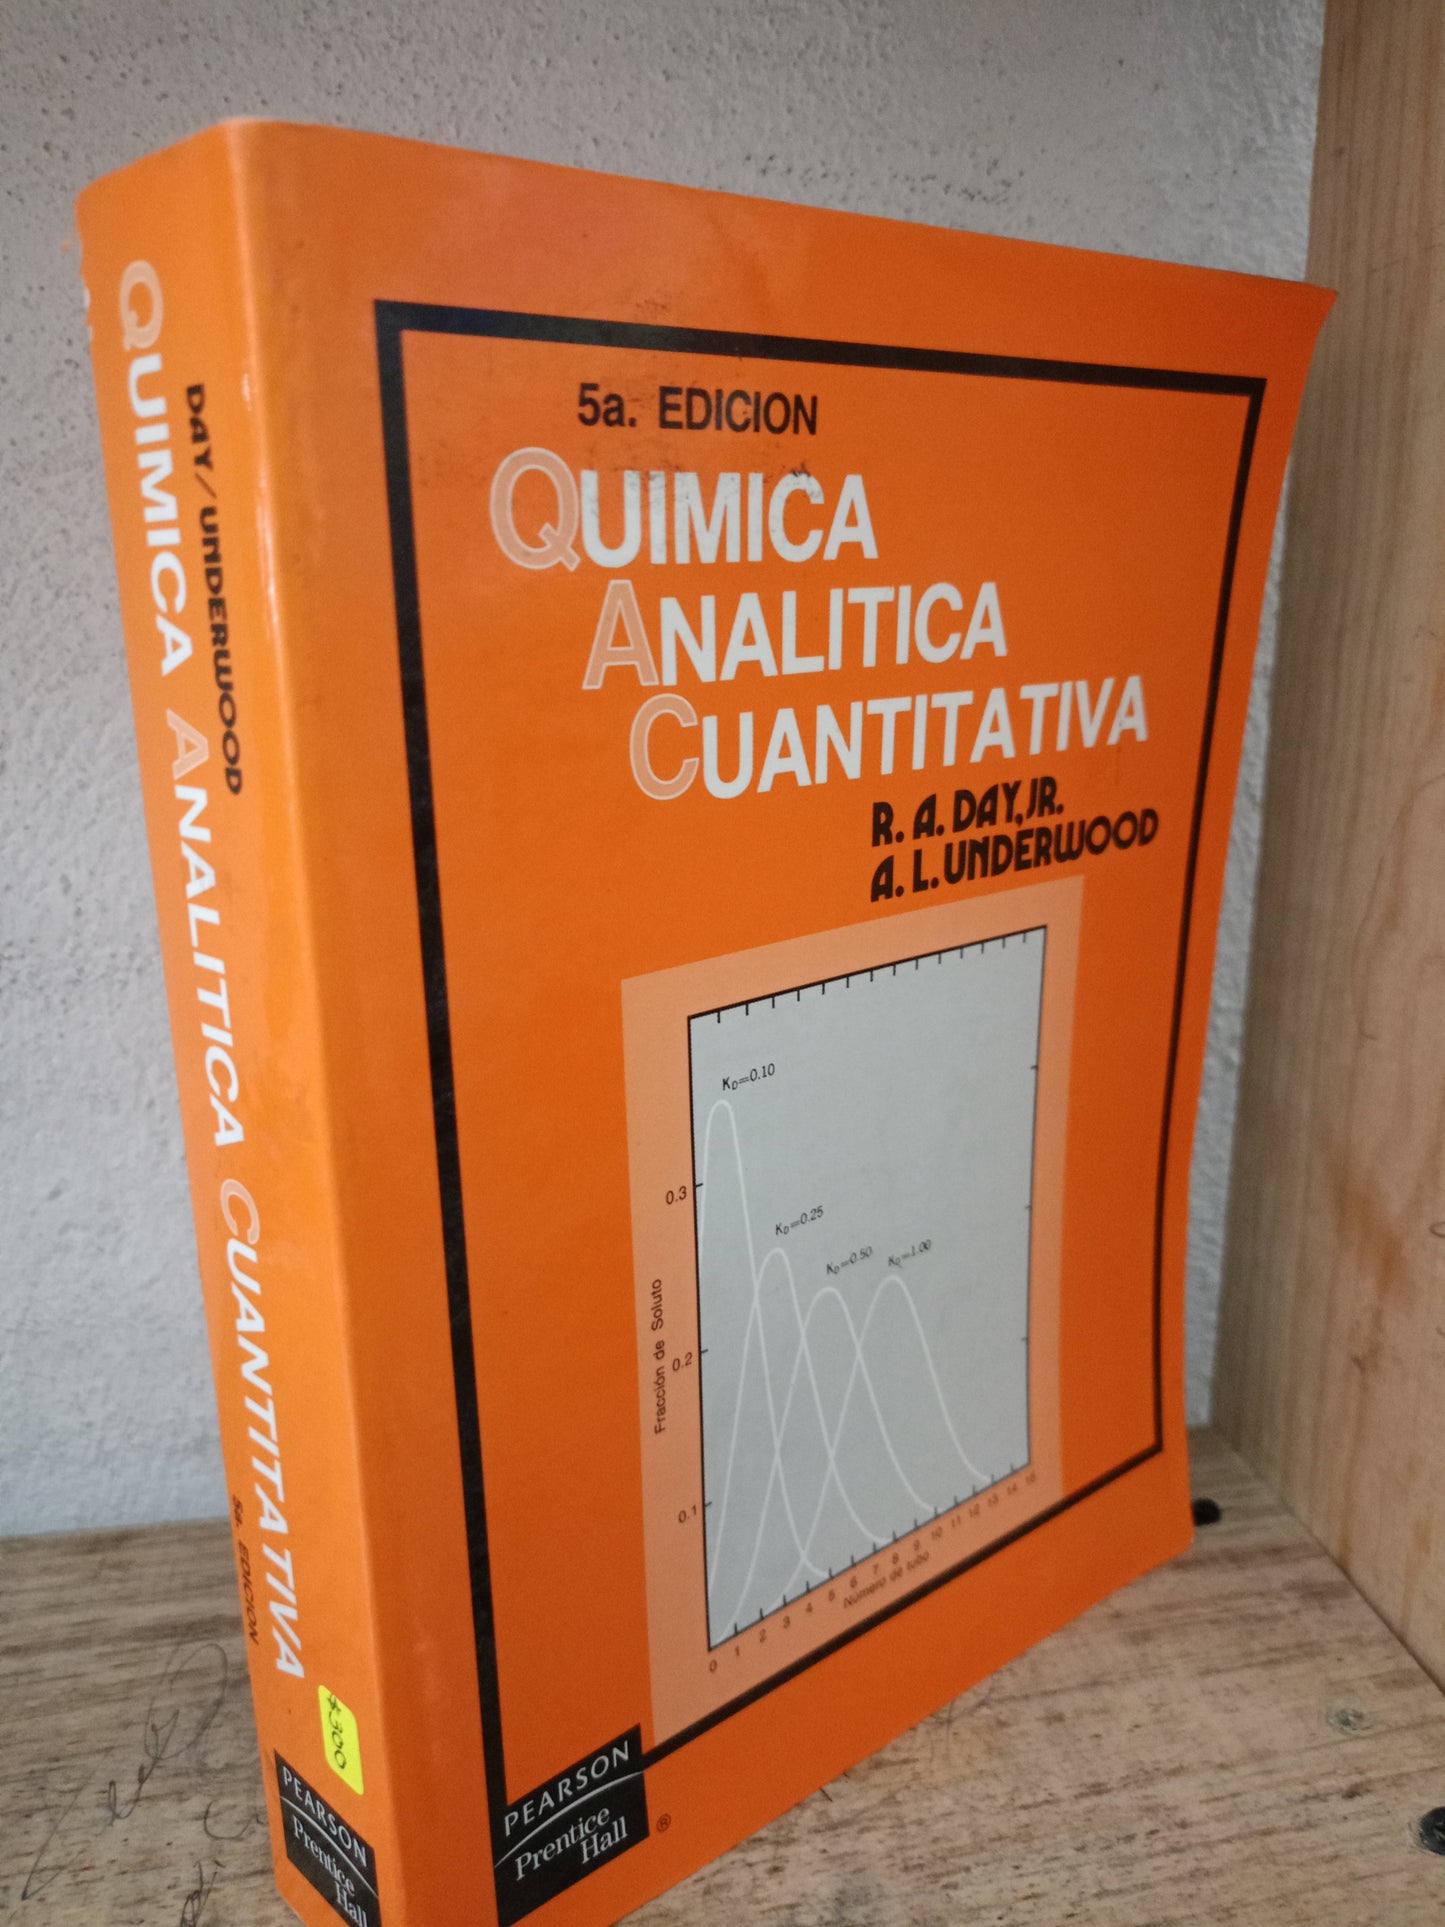 QUIMICA ANALITICA CUANTITATIVA
DAY/UNDERWOOD
5a. EDICION
$300
PEARSON
Prentice
Hall
5a. EDICION
QUIMICA
ANALITICA
CUANTITATIVA
R. A. DAY, JR.
A. L. UNDERWOOD
KD=0.10
KD=0.25
KD=0.50
KD=1.00
0.3
0.2
0.1
Fracción de Soluto
0 1 2 3 4 5 6 7 8 9 10 11 12 13 14 15
Número de tubo
PEARSON
Prentice
Hall
®